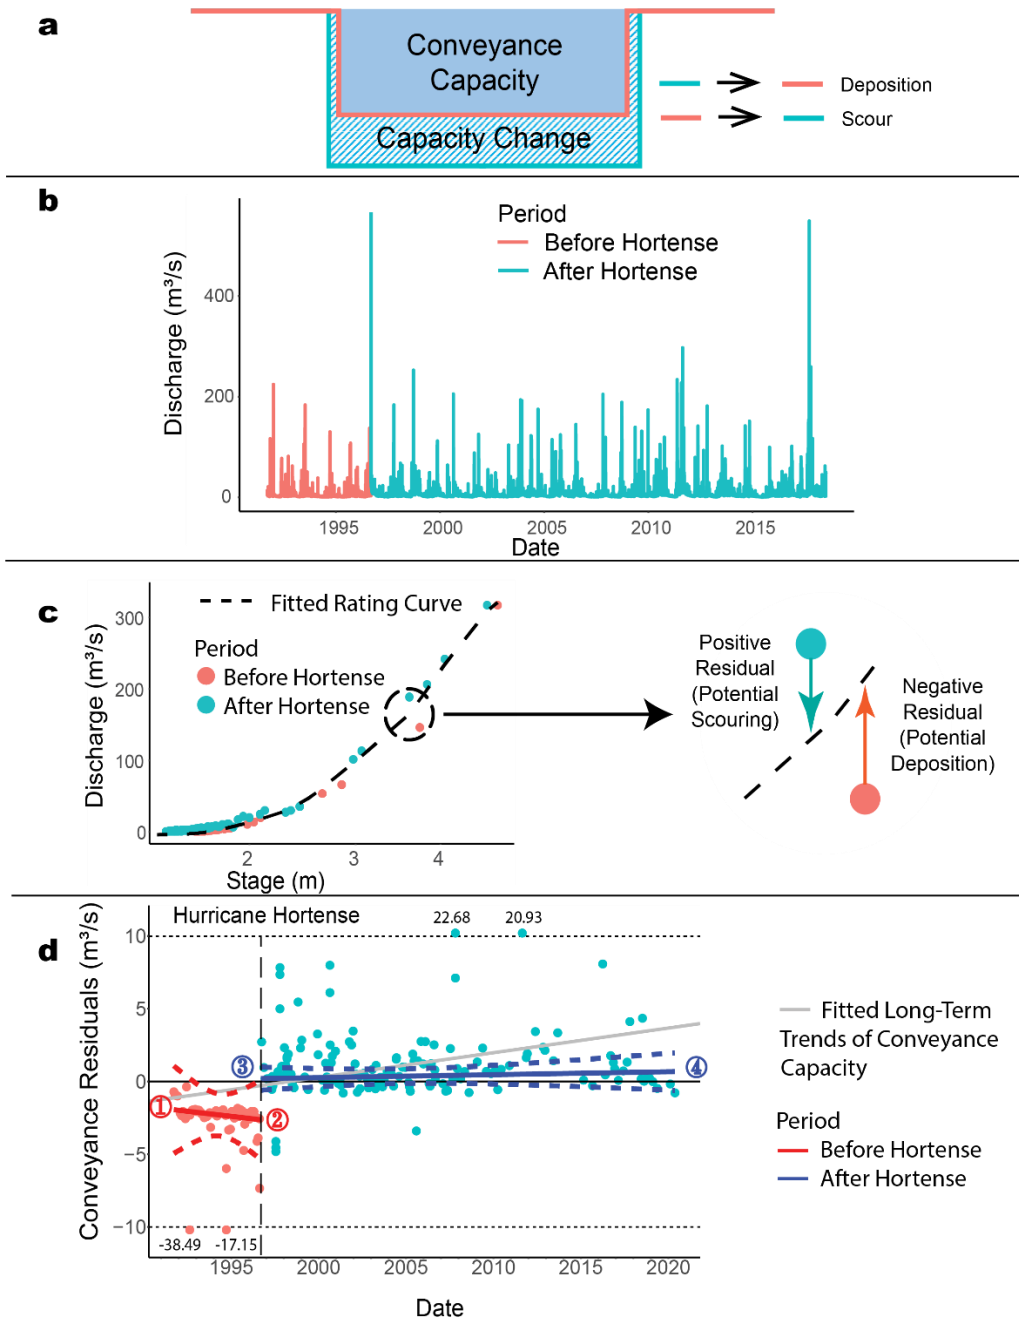 a
Conveyance
Capacity
Capacity Change
Deposition
Scour
b
Discharge (m³/s)
400
200
0
Period
Before Hortense
After Hortense
1995
2000
2005
2010
2015
Date
c
Discharge (m³/s)
300
200
100
0
Fitted Rating Curve
Period
Before Hortense
After Hortense
2
3
4
Stage (m)
Positive
Residual
(Potential
Scouring)
Negative
Residual
(Potential
Deposition)
d
Conveyance Residuals (m³/s)
Hurricane Hortense
22.68
20.93
10
5
0
−5
−10
①
②
③
④
-38.49
-17.15
1995
2000
2005
2010
2015
2020
Date
Fitted Long-Term
Trends of Conveyance
Capacity
Period
Before Hortense
After Hortense